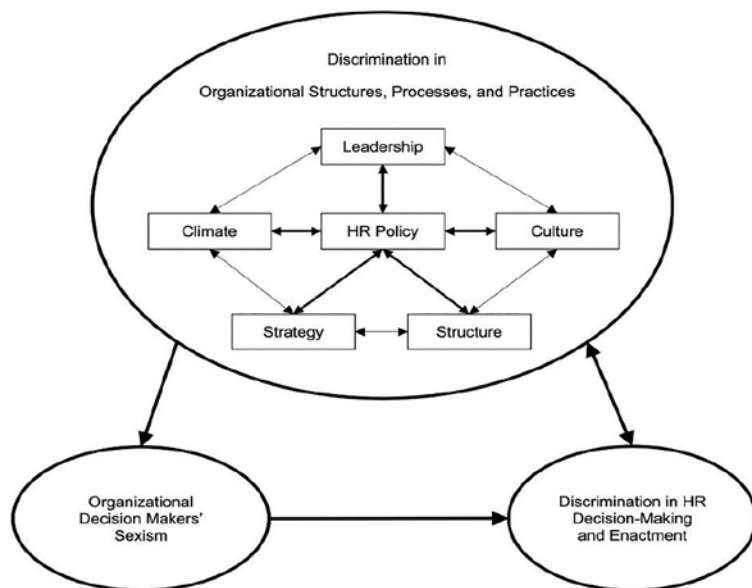 Discrimination in
Organizational Structures, Processes, and Practices
Leadership
Climate
HR Policy
Culture
Strategy
Structure
Organizational
Decision Makers'
Sexism
Discrimination in HR
Decision-Making
and Enactment